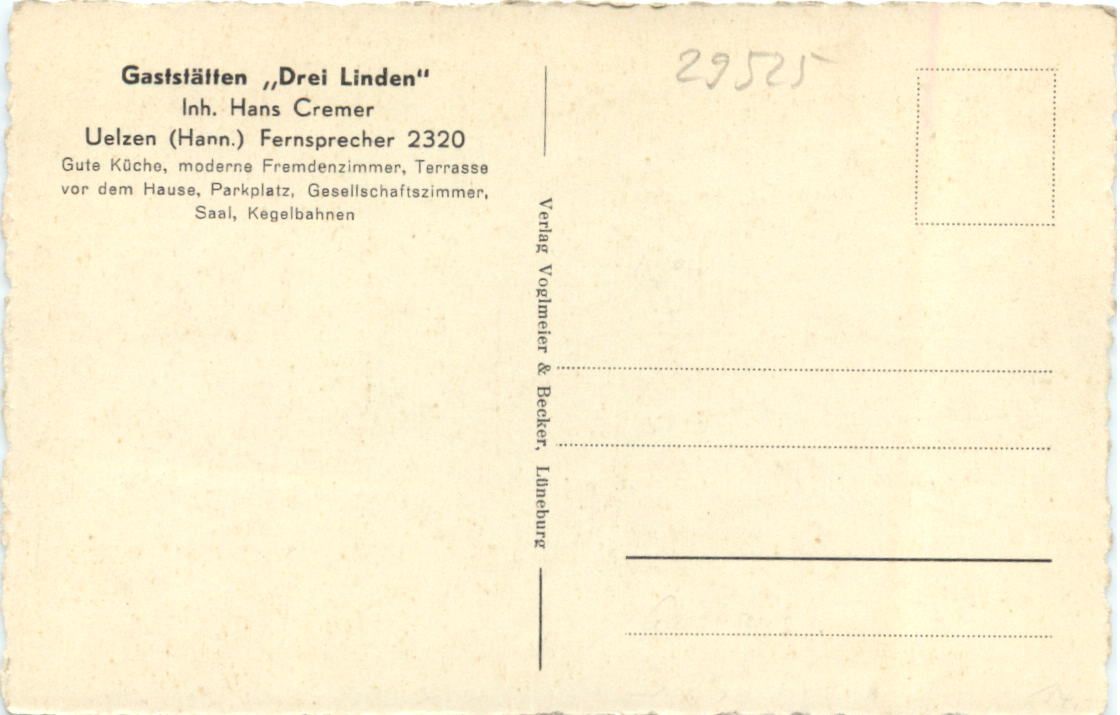 Gaststätten „Drei Linden"
Inh. Hans Cremer
Uelzen (Hann.) Fernsprecher 2320
Gute Küche, moderne Fremdenzimmer, Terrasse
vor dem Hause, Parkplatz, Gesellschaftszimmer,
Saal, Kegelbahnen
Verlag Voglmeier & Becker, Lüneburg
29525